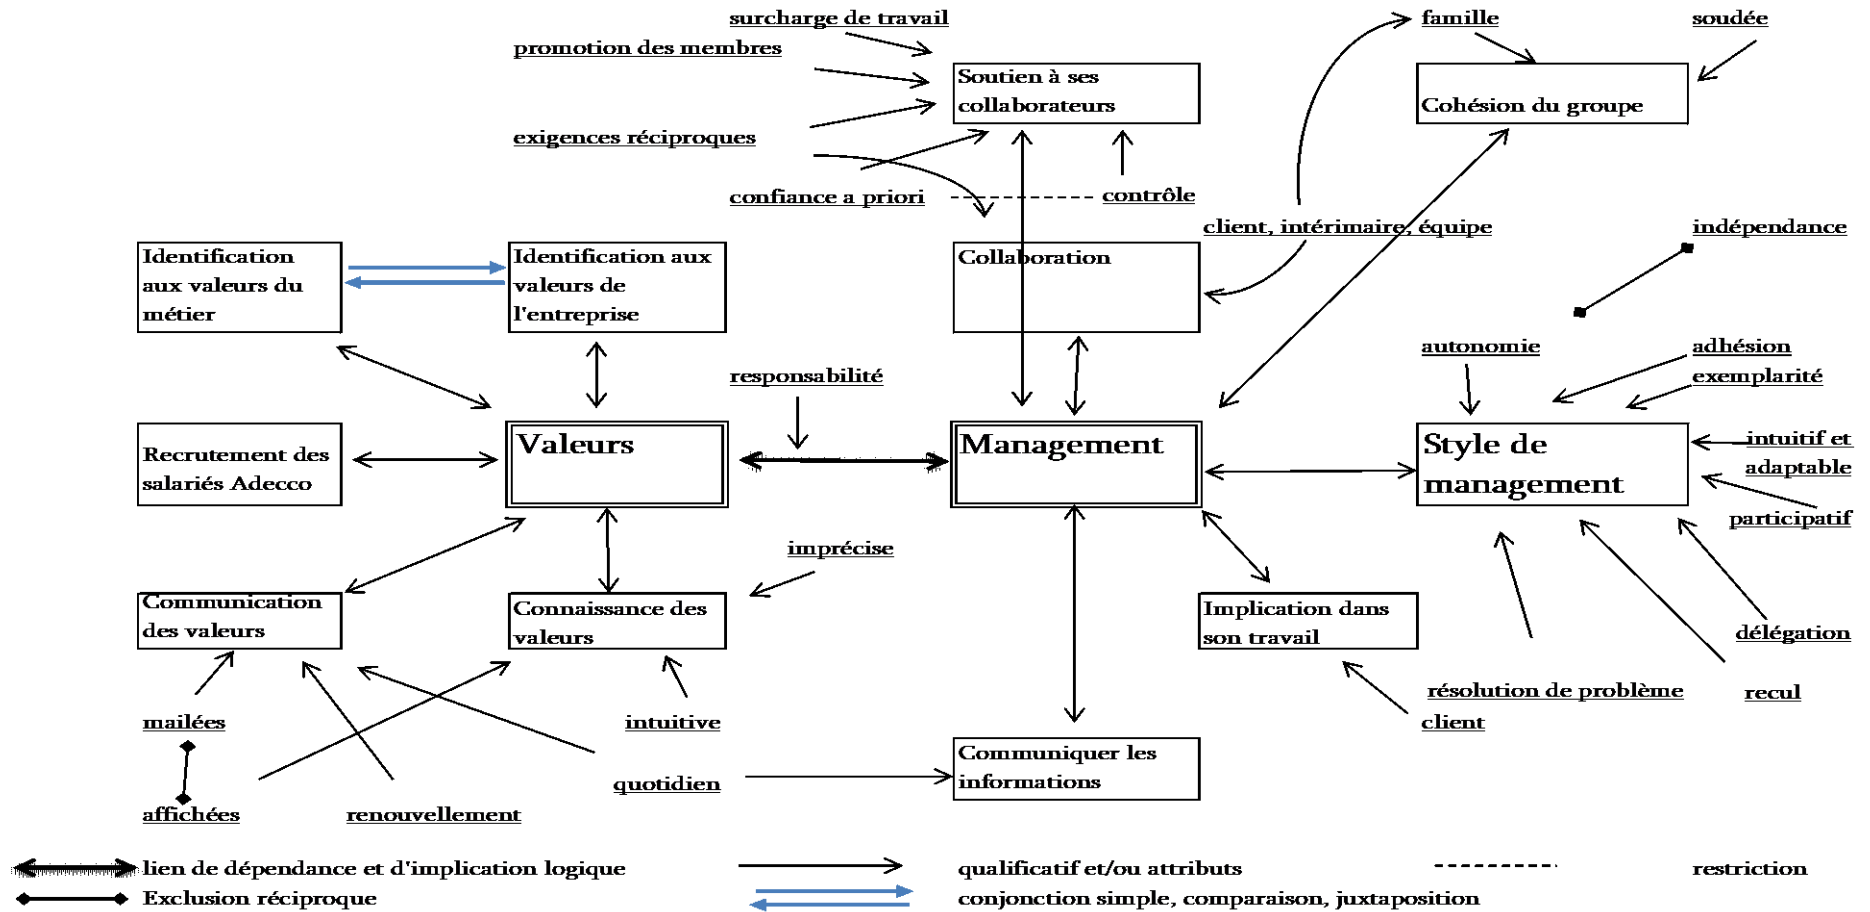 surcharge de travail
famille
soudée
promotion des membres
Soutien à ses
collaborateurs
Cohésion du groupe
exigences réciproques
confiance a priori
contrôle
client, intérimaire, équipe
indépendance
Identification
aux valeurs du
métier
Identification aux
valeurs de
l'entreprise
Collaboration
responsabilité
autonomie
adhésion
exemplarité
Recrutement des
salariés Adecco
Valeurs
Management
Style de
management
intuitif et
adaptable
participatif
imprécise
Communication
des valeurs
Connaissance des
valeurs
Implication dans
son travail
délégation
résolution de problème
recul
mailées
intuitive
client
Communiquer les
informations
quotidien
affichées
renouvellement
lien de dépendance et d'implication logique
qualificatif et/ou attributs
restriction
Exclusion réciproque
conjonction simple, comparaison, juxtaposition